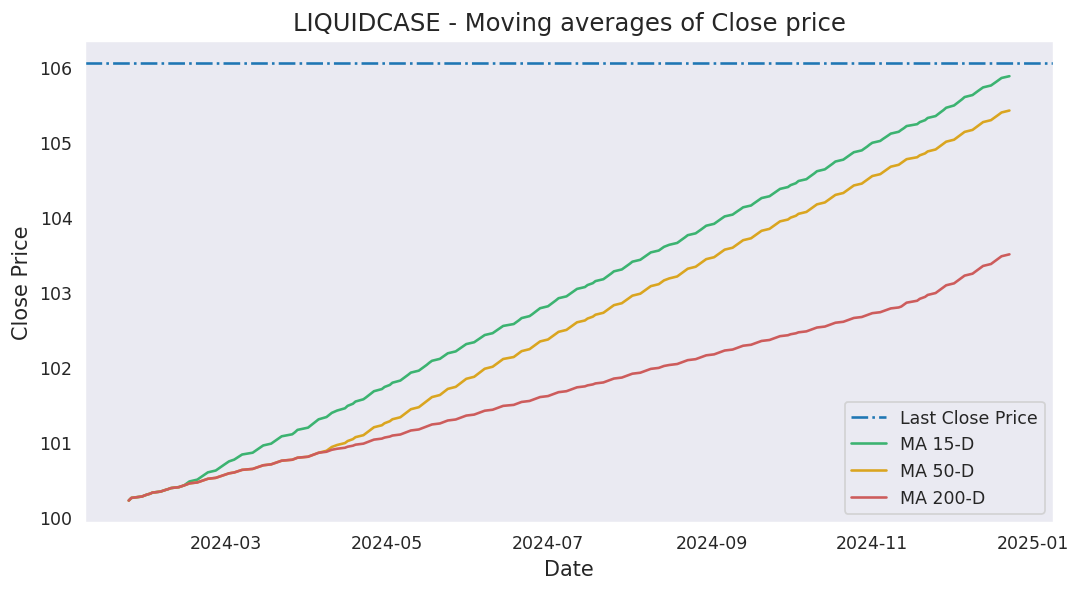 LIQUIDCASE - Moving averages of Close price
106
105
104
103
102
101
100
Close Price
Last Close Price
MA 15-D
MA 50-D
MA 200-D
2024-03 2024-05 2024-07 2024-09 2024-11 2025-01
Date